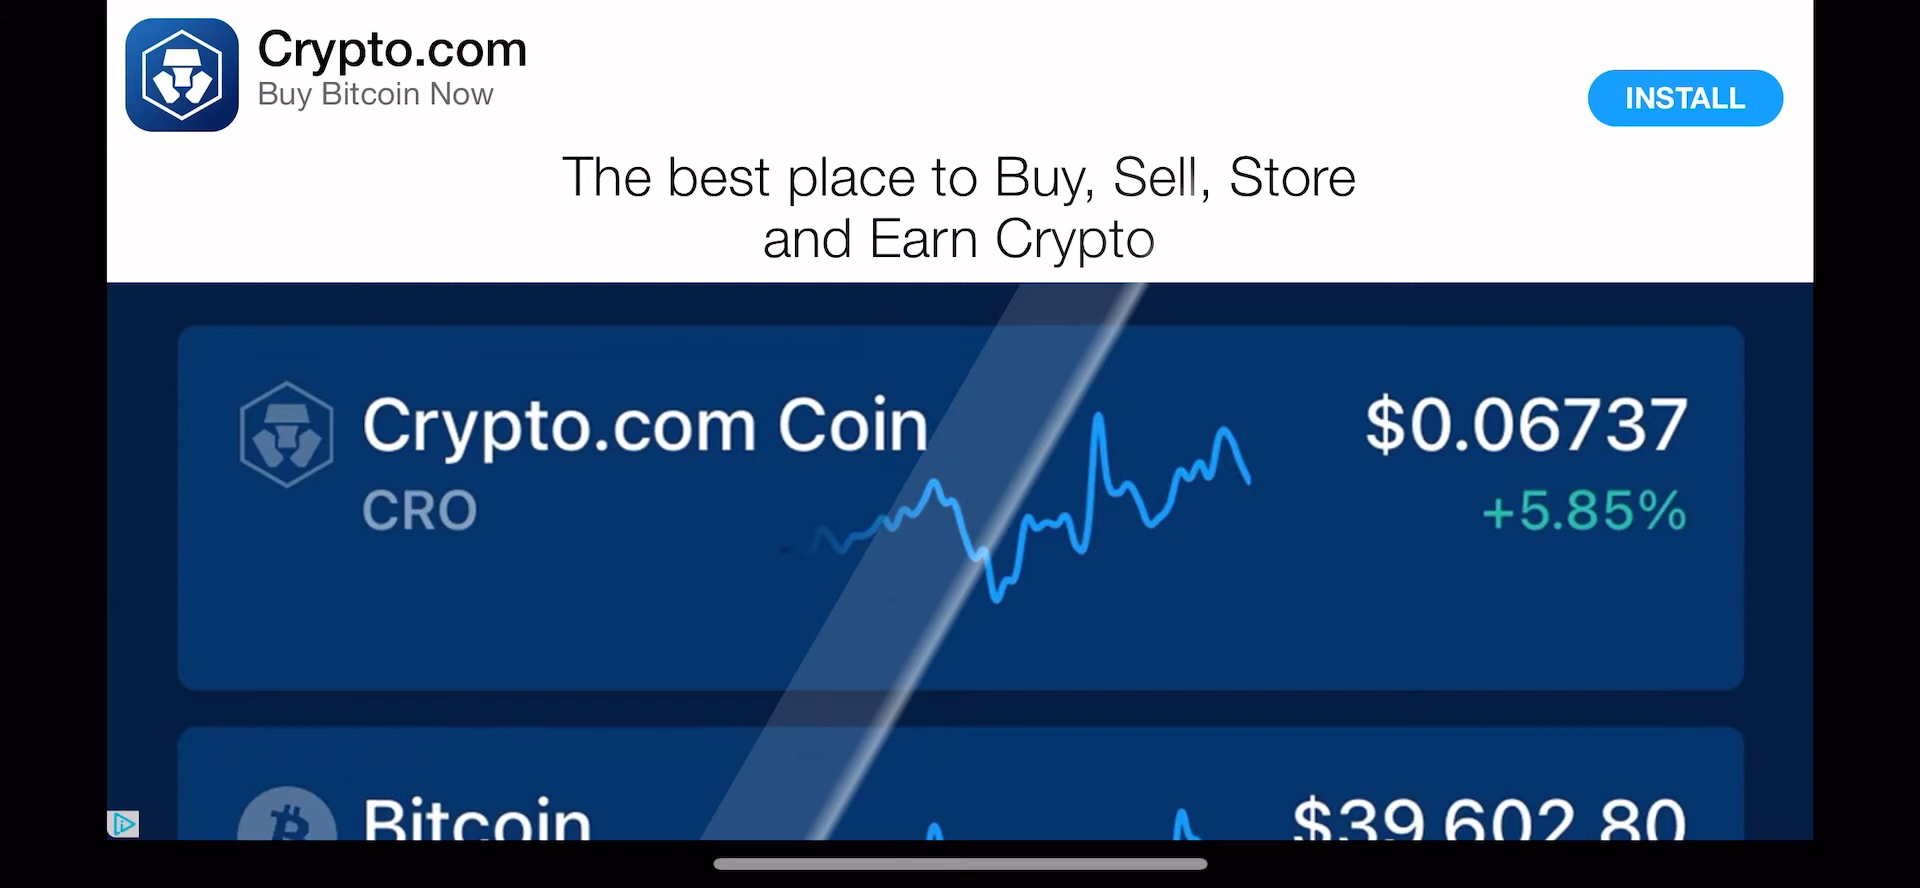 Crypto.com
Buy Bitcoin Now
INSTALL
The best place to Buy, Sell, Store
and Earn Crypto
Crypto.com Coin
$0.06737
CRO
+5.85%
Bitcoin
$39,602.80